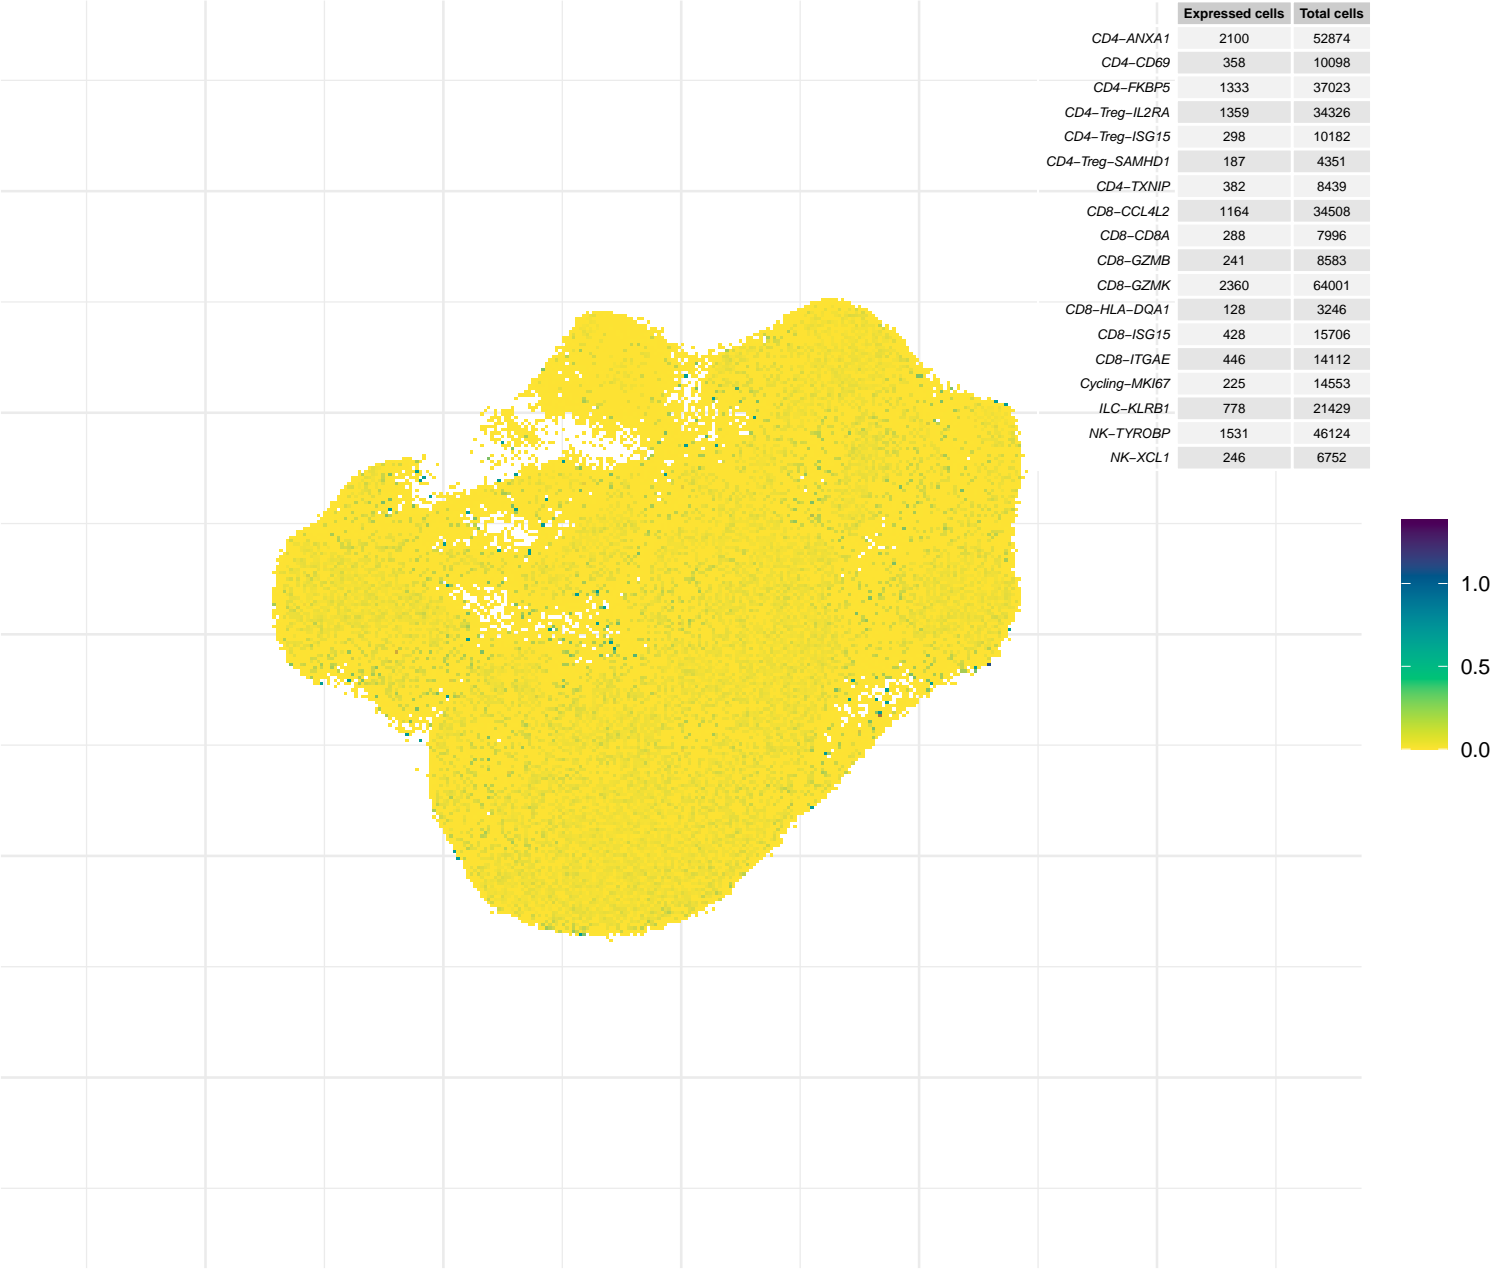 Expressed cells Total cells
CD4−ANXA1 2100 52874
CD4−CD69 358 10098
CD4−FKBP5 1333 37023
CD4−Treg−IL2RA 1359 34326
CD4−Treg−ISG15 298 10182
CD4−Treg−SAMHD1 187 4351
CD4−TXNIP 382 8439
CD8−CCL4L2 1164 34508
CD8−CD8A 288 7996
CD8−GZMB 241 8583
CD8−GZMK 2360 64001
CD8−HLA−DQA1 128 3246
CD8−ISG15 428 15706
CD8−ITGAE 446 14112
Cycling−MKI67 225 14553
ILC−KLRB1 778 21429
NK−TYROBP 1531 46124
NK−XCL1 246 6752
1.0
0.5
0.0